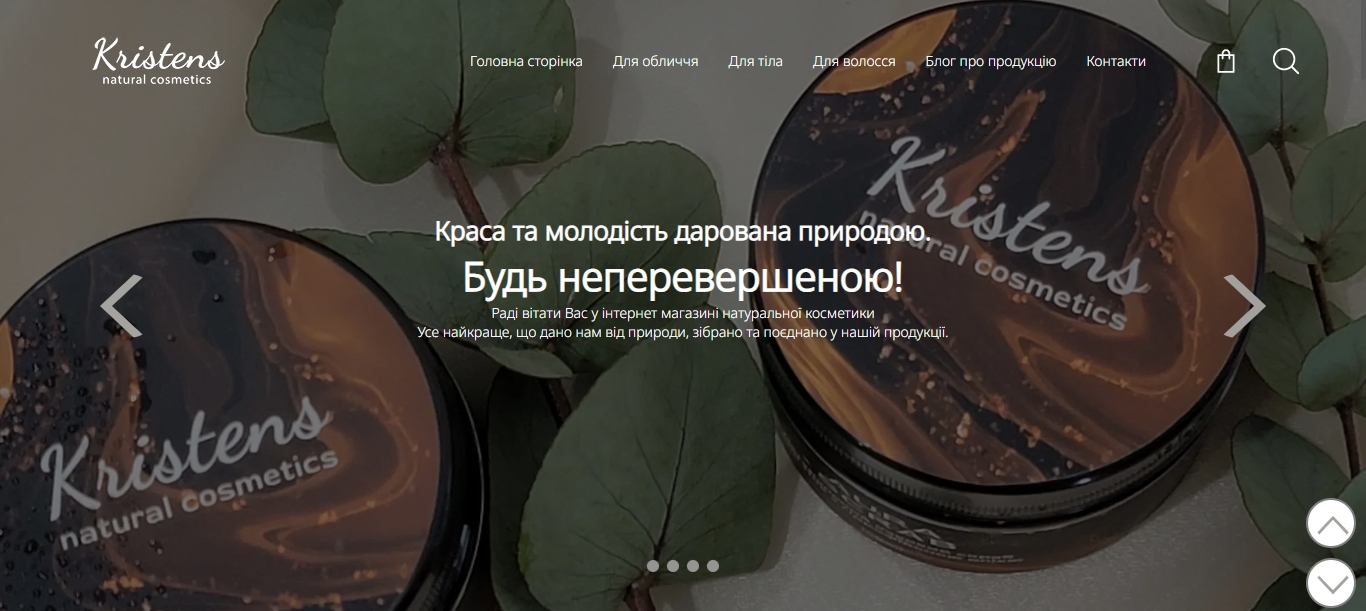 Kristens
natural cosmetics
Головна сторінка
Для обличчя
Для тіла
Для волосся
Блог про продукцію
Контакти
Краса та молодість дарована природою.
Будь неперевершеною!
Раді вітати Вас у інтернет магазині натуральної косметики
Усе найкраще, що дано нам від природи, зібрано та поєднано у нашій продукції.
Kristens
natural cosmetics
Kristens
natural cosmetics